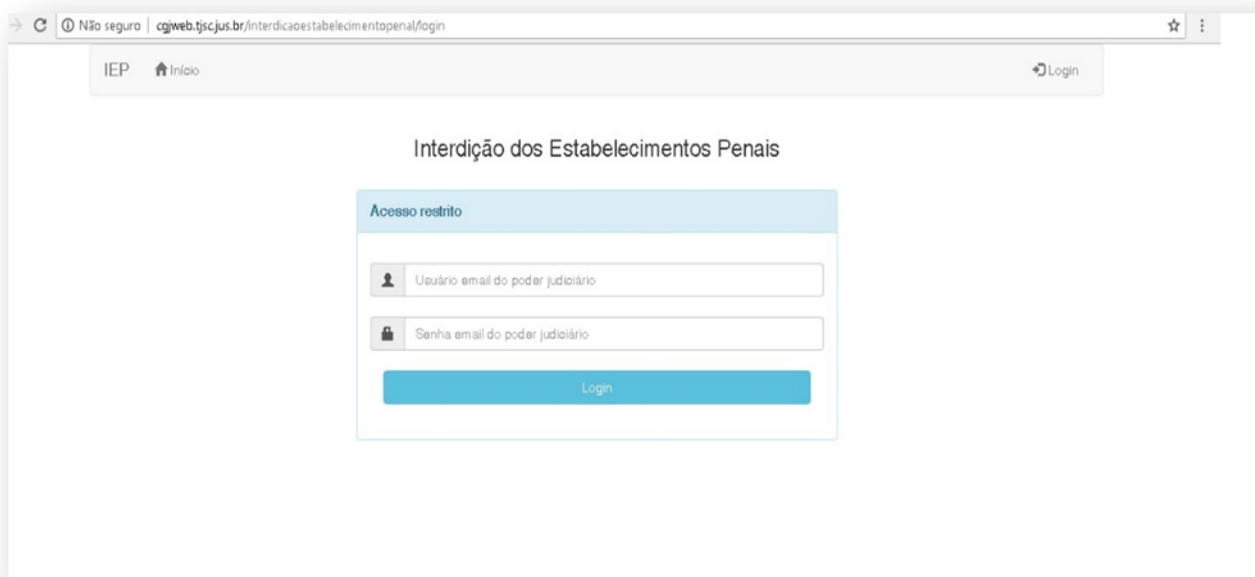 Não seguro | cgjweb.tjsc.jus.br/interdicaoestabelecimentopenal/login
IEP Início Login
Interdição dos Estabelecimentos Penais
Acesso restrito
Usuário email do poder judiciário
Senha email do poder judiciário
Login